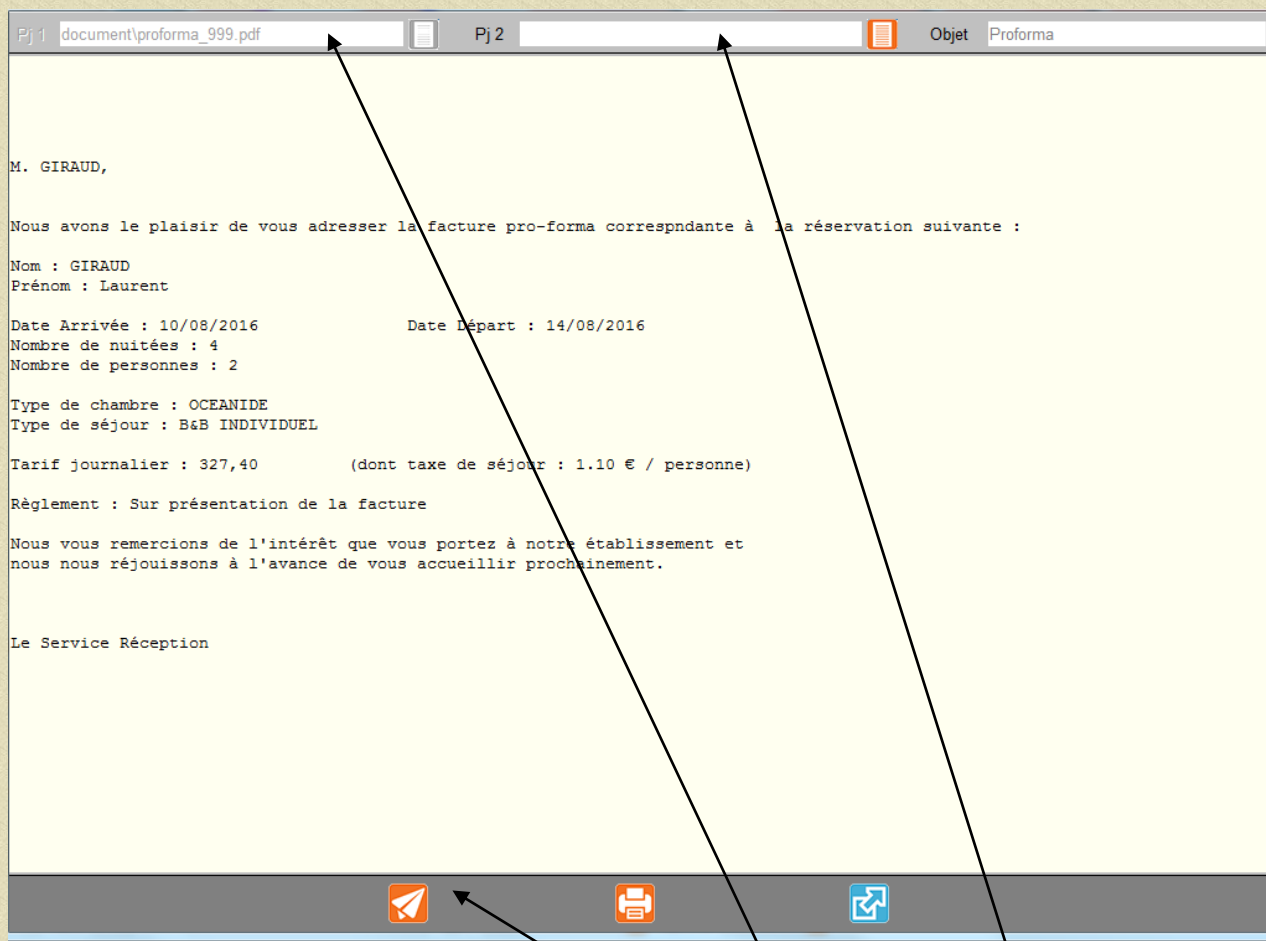 Pj 1 document\proforma_999.pdf Pj 2 Objet Proforma
M. GIRAUD,
Nous avons le plaisir de vous adresser la facture pro-forma correspndante à la réservation suivante :
Nom : GIRAUD
Prénom : Laurent
Date Arrivée : 10/08/2016 Date Départ : 14/08/2016
Nombre de nuitées : 4
Nombre de personnes : 2
Type de chambre : OCEANIDE
Type de séjour : B&B INDIVIDUEL
Tarif journalier : 327,40 (dont taxe de séjour : 1.10 € / personne)
Règlement : Sur présentation de la facture
Nous vous remercions de l'intérêt que vous portez à notre établissement et
nous nous réjouissons à l'avance de vous accueillir prochainement.
Le Service Réception